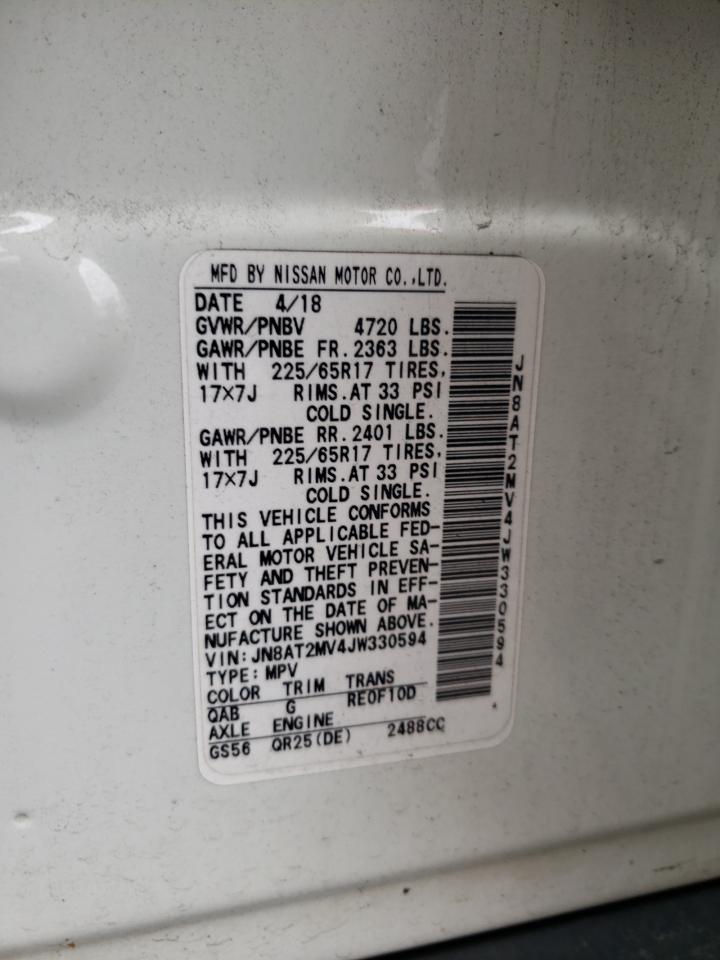 MFD BY NISSAN MOTOR CO.,LTD.
DATE 4/18
GVWR/PNBV 4720 LBS.
GAWR/PNBE FR.2363 LBS.
WITH 225/65R17 TIRES,
17×7J RIMS.AT 33 PSI
COLD SINGLE.
GAWR/PNBE RR.2401 LBS.
WITH 225/65R17 TIRES,
17×7J RIMS.AT 33 PSI
COLD SINGLE.
THIS VEHICLE CONFORMS
TO ALL APPLICABLE FED-
ERAL MOTOR VEHICLE SA-
FETY AND THEFT PREVEN-
TION STANDARDS IN EFF-
ECT ON THE DATE OF MA-
NUFACTURE SHOWN ABOVE.
VIN:JN8AT2MV4JW330594
TYPE:MPV
COLOR TRIM TRANS
QAB G RE0F10D
AXLE ENGINE
GS56 QR25(DE) 2488CC
JN8AT2MV4JW330594